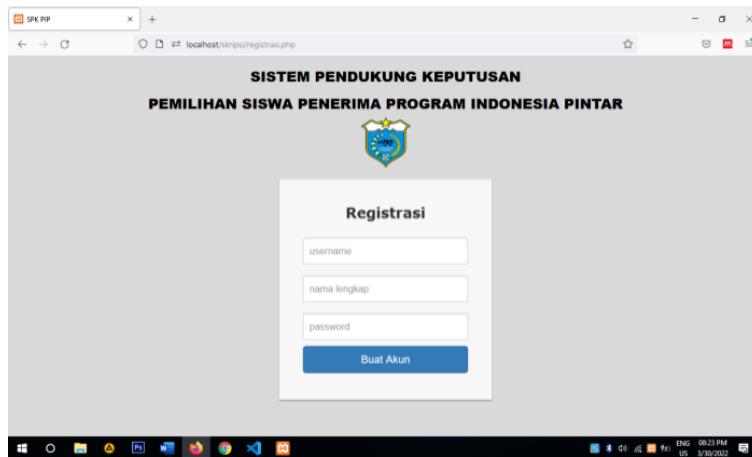 SPK PIP
localhost/skripsi/registrasi.php
SISTEM PENDUKUNG KEPUTUSAN
PEMILIHAN SISWA PENERIMA PROGRAM INDONESIA PINTAR
Registrasi
username
nama lengkap
password
Buat Akun
ENG 08:23 PM
US 3/30/2022